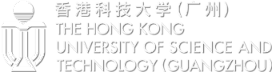 香港科技大学(广州)
THE HONG KONG
UNIVERSITY OF SCIENCE AND
TECHNOLOGY (GUANGZHOU)